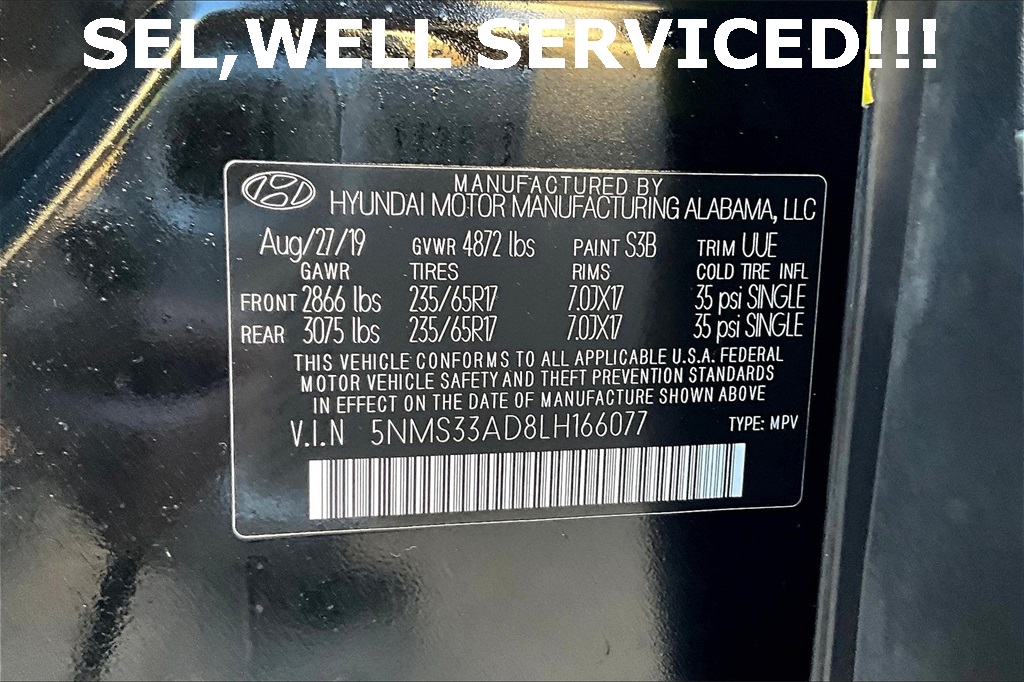 SEL,WELL SERVICED!!!
MANUFACTURED BY
HYUNDAI MOTOR MANUFACTURING ALABAMA, LLC
Aug/27/19 GVWR 4872 lbs PAINT S3B TRIM UUE
GAWR TIRES RIMS COLD TIRE INFL
FRONT 2866 lbs 235/65R17 7.0JX17 35 psi SINGLE
REAR 3075 lbs 235/65R17 7.0JX17 35 psi SINGLE
THIS VEHICLE CONFORMS TO ALL APPLICABLE U.S.A. FEDERAL
MOTOR VEHICLE SAFETY AND THEFT PREVENTION STANDARDS
IN EFFECT ON THE DATE OF MANUFACTURE SHOWN ABOVE
V.I.N 5NMS33AD8LH166077 TYPE: MPV